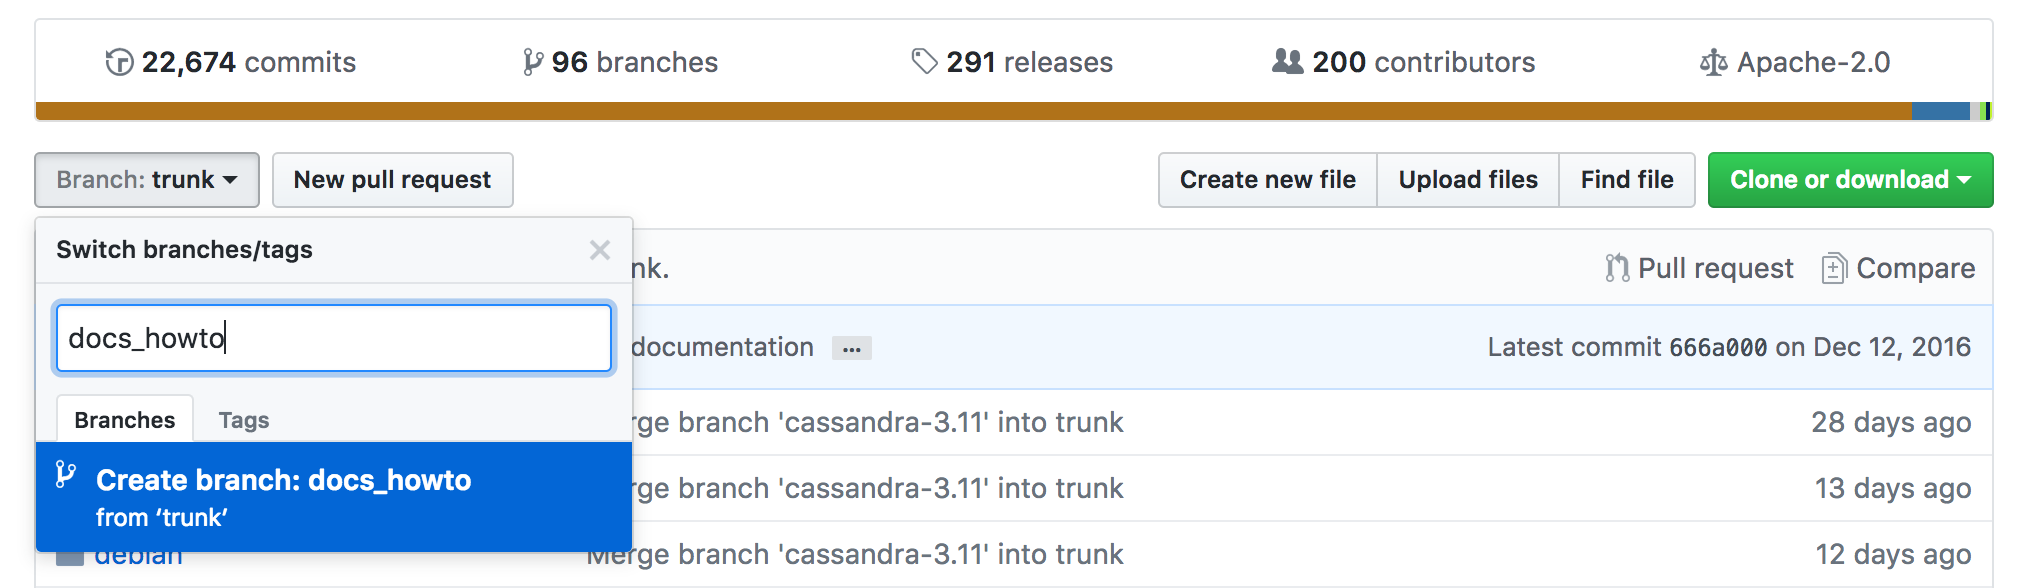 22,674 commits
96 branches
291 releases
200 contributors
Apache-2.0
Branch: trunk
New pull request
Create new file
Upload files
Find file
Clone or download
Switch branches/tags
nk.
Pull request
Compare
docs_howto
documentation
...
Latest commit 666a000 on Dec 12, 2016
Branches
Tags
rge branch 'cassandra-3.11' into trunk
28 days ago
Create branch: docs_howto
from ‘trunk’
rge branch 'cassandra-3.11' into trunk
13 days ago
debian
Merge branch 'cassandra-3.11' into trunk
12 days ago